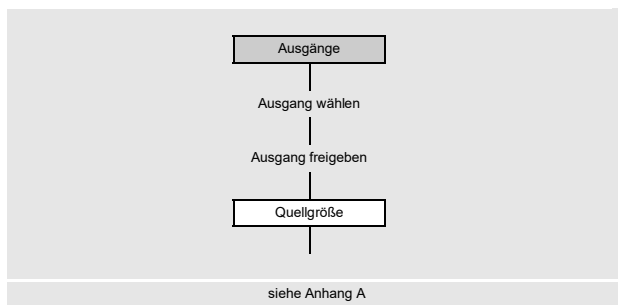 Ausgänge
Ausgang wählen
Ausgang freigeben
Quellgröße
siehe Anhang A